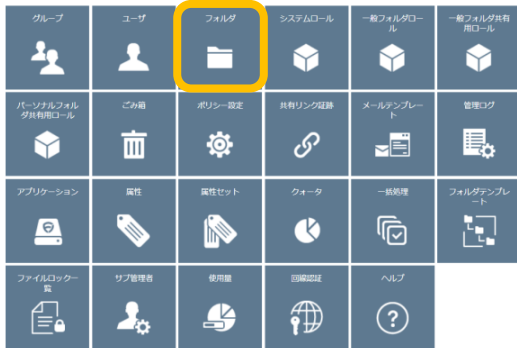 グループ
ユーザ
フォルダ
システムロール
一般フォルダロー
ル
一般フォルダ共有
用ロール
パーソナルフォル
ダ共有用ロール
ごみ箱
ポリシー設定
共有リンク証跡
メールテンプレー
ト
管理ログ
アプリケーション
属性
属性セット
クォータ
一括処理
フォルダテンプレ
ート
ファイルロック一
覧
サブ管理者
使用量
回線認証
ヘルプ